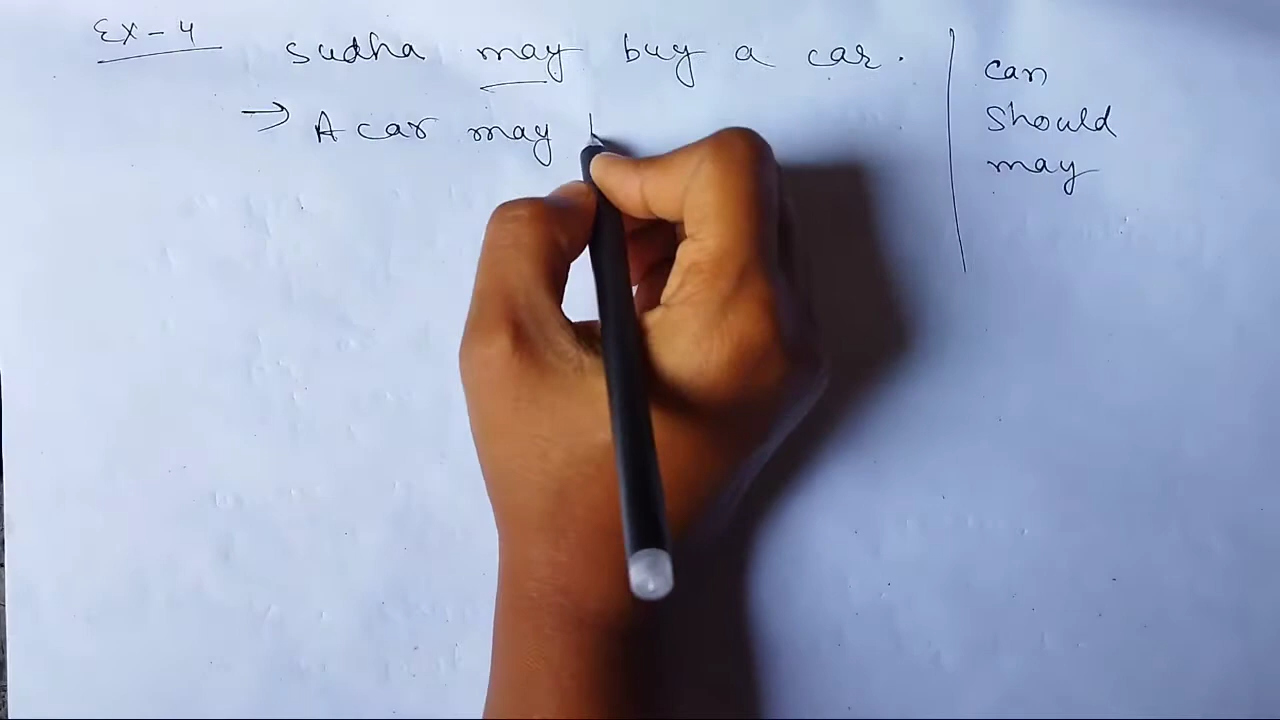 Ex-4
Sudha may buy a car.
→ A car may
can
should
may